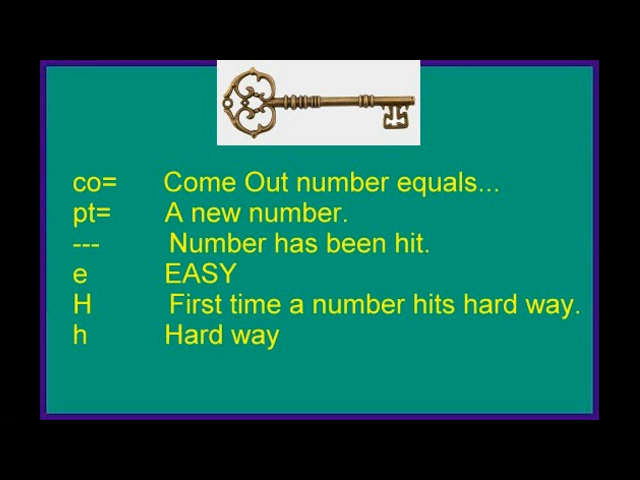 co= Come Out number equals...
pt= A new number.
--- Number has been hit.
e EASY
H First time a number hits hard way.
h Hard way